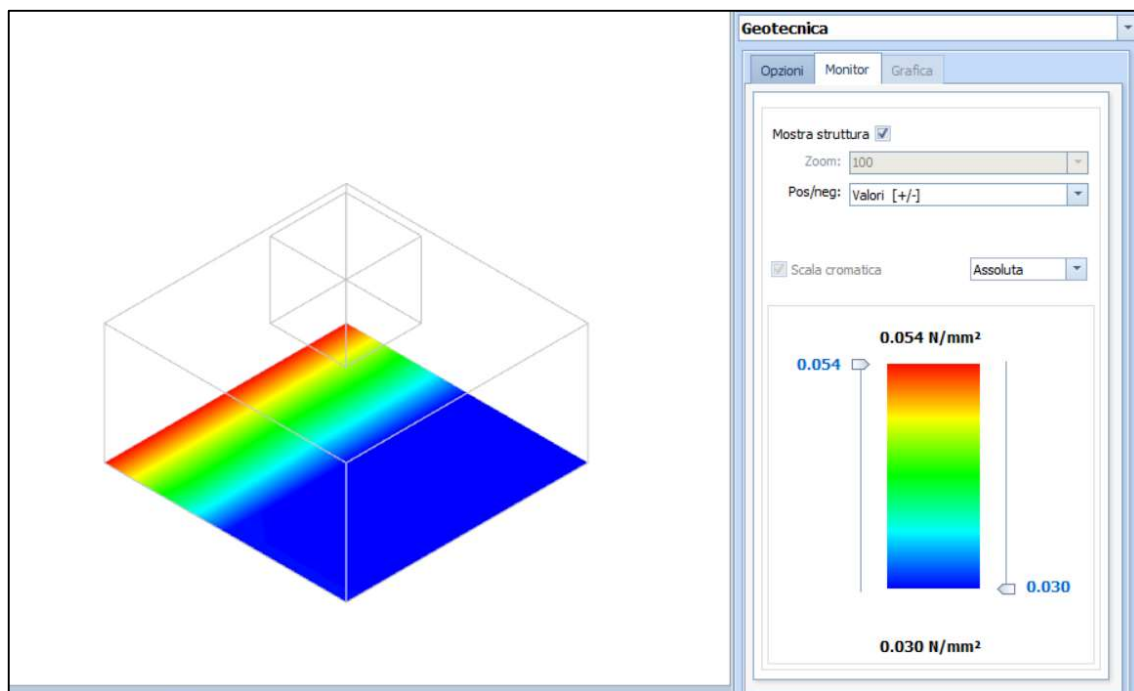 Geotecnica
Opzioni Monitor Grafica
Mostra struttura
Zoom: 100
Pos/neg: Valori [+/-]
Scala cromatica Assoluta
0.054 N/mm²
0.054
0.030
0.030 N/mm²